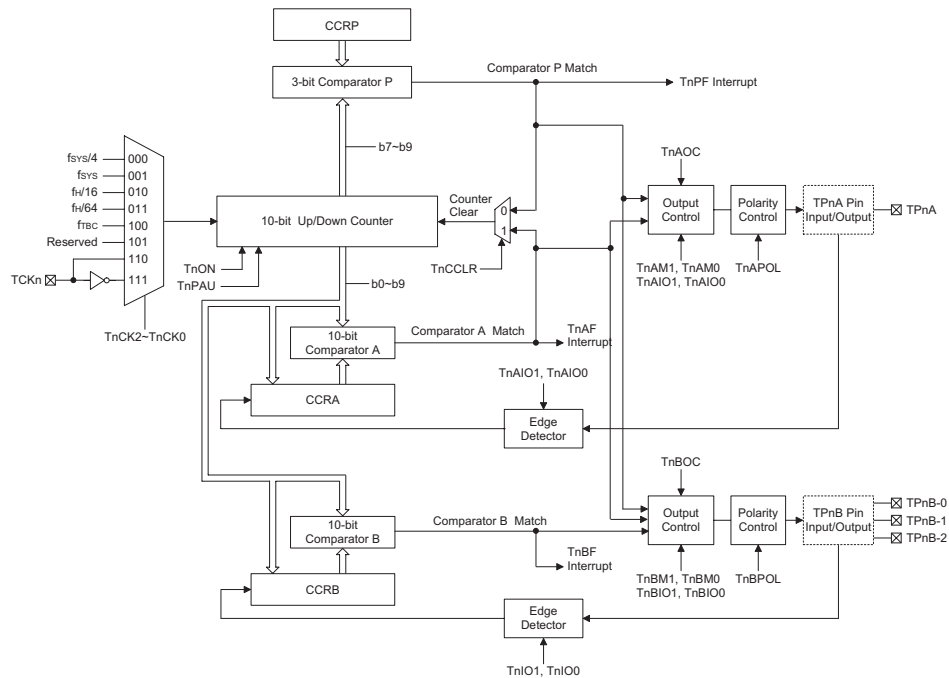 CCRP
3-bit Comparator P
Comparator P Match
TnPF Interrupt
b7~b9
fSYS/4
000
fSYS
001
fH/16
010
fH/64
011
fTBC
100
Reserved
101
110
TCKn
111
TnCK2~TnCK0
10-bit Up/Down Counter
TnON
TnPAU
Counter
Clear
0
1
TnCCLR
b0~b9
TnAOC
Output
Control
Polarity
Control
TPnA Pin
Input/Output
TPnA
TnAM1, TnAM0
TnAIO1, TnAIO0
TnAPOL
10-bit
Comparator A
Comparator A Match
TnAF
Interrupt
CCRA
TnAIO1, TnAIO0
Edge
Detector
TnBOC
Output
Control
Polarity
Control
TPnB Pin
Input/Output
TPnB-0
TPnB-1
TPnB-2
10-bit
Comparator B
Comparator B Match
TnBF
Interrupt
TnBM1, TnBM0
TnBIO1, TnBIO0
TnBPOL
CCRB
Edge
Detector
TnIO1, TnIO0